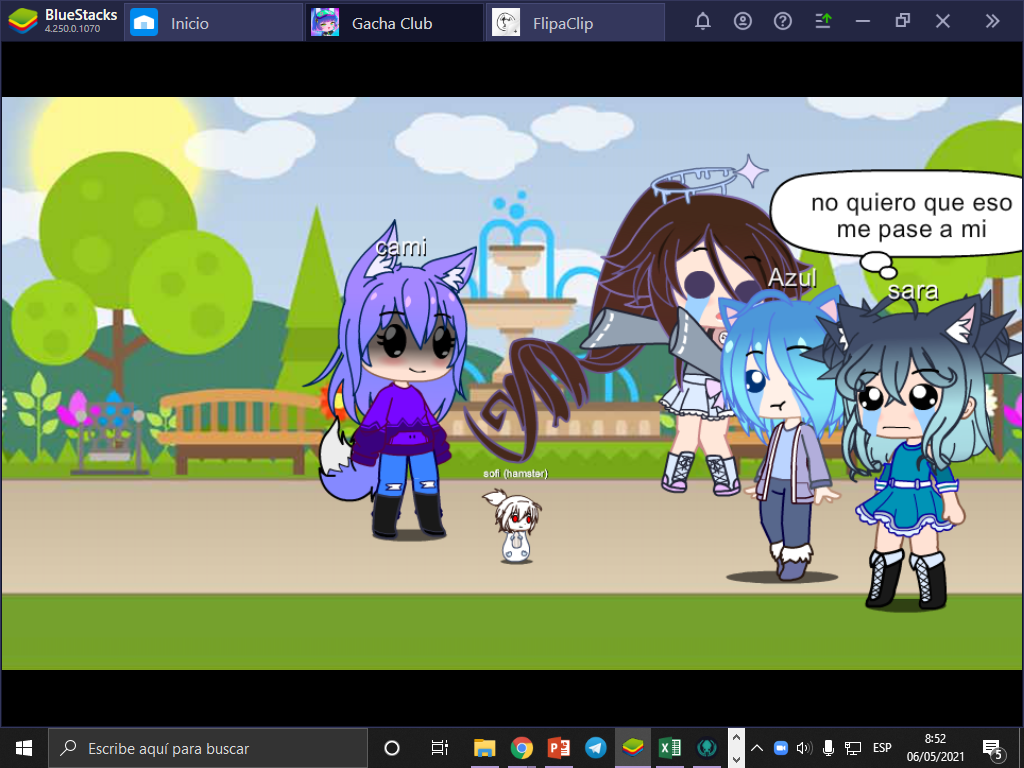 BlueStacks
4.250.0.1070
Inicio
Gacha Club
FlipaClip
no quiero que eso
me pase a mi
cami
Azul
sara
sofi (hamster)
Escribe aquí para buscar
ESP
8:52
06/05/2021
5